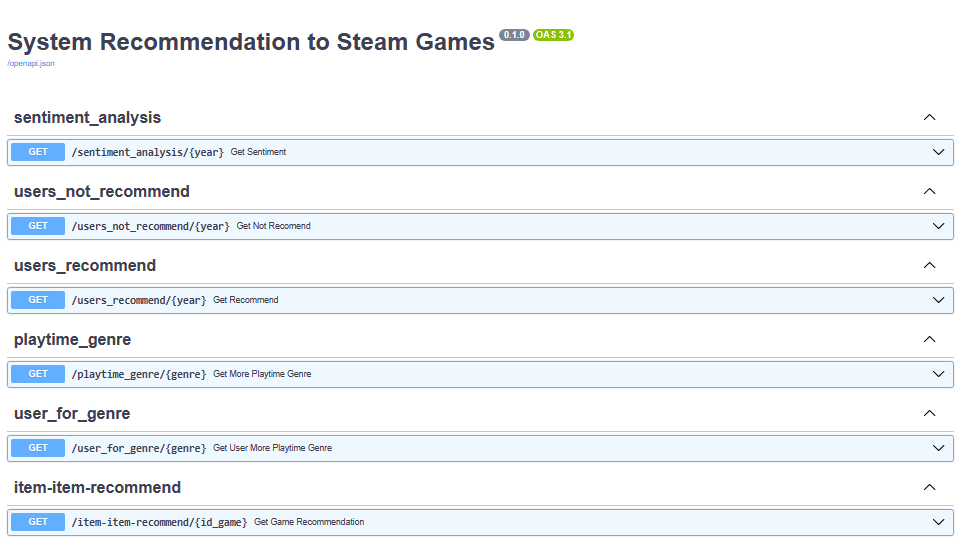 System Recommendation to Steam Games 0.1.0 OAS 3.1
/openapi.json
sentiment_analysis
GET /sentiment_analysis/{year} Get Sentiment
users_not_recommend
GET /users_not_recommend/{year} Get Not Recomend
users_recommend
GET /users_recommend/{year} Get Recommend
playtime_genre
GET /playtime_genre/{genre} Get More Playtime Genre
user_for_genre
GET /user_for_genre/{genre} Get User More Playtime Genre
item-item-recommend
GET /item-item-recommend/{id_game} Get Game Recommendation